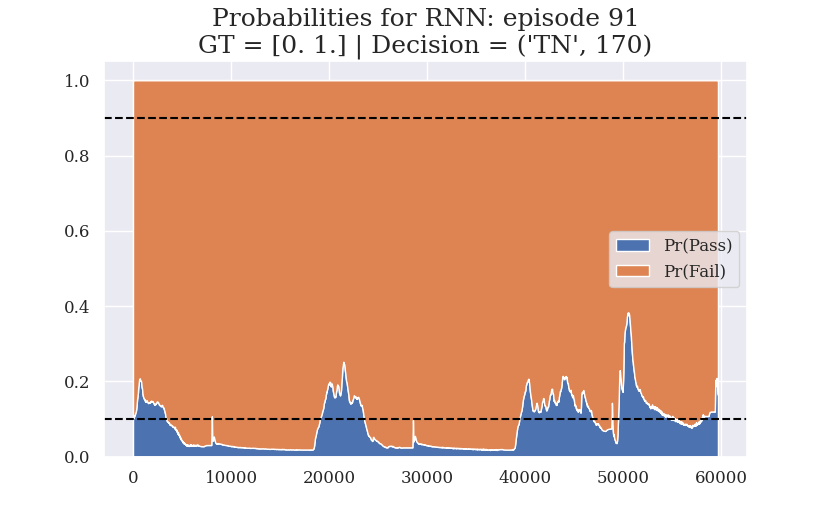 Probabilities for RNN: episode 91
GT = [0. 1.] | Decision = ('TN', 170)
1.0
0.8
0.6
0.4
0.2
0.0
Pr(Pass)
Pr(Fail)
0 10000 20000 30000 40000 50000 60000